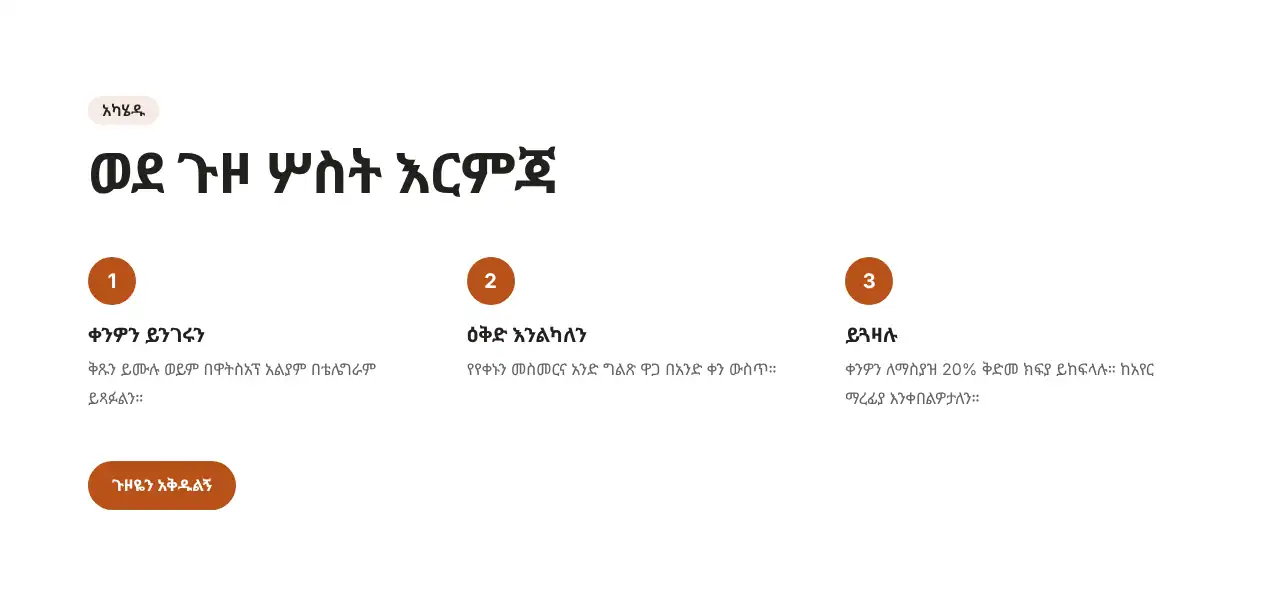 አካሄዱ
ወደ ጉዞ ሦስት እርምጃ
1
ቀንዎን ይንገሩን
ቅጹን ይሙሉ ወይም በዋትስአፕ አልያም በቴሌግራም
ይጻፉልን።
2
ዕቅድ እንልካለን
የየቀኑን መስመርና አንድ ግልጽ ዋጋ በአንድ ቀን ውስጥ።
3
ይጓዛሉ
ቀንዎን ለማስያዝ 20% ቅድመ ክፍያ ይከፍላሉ። ከአየር
ማረፊያ እንቀበልዎታለን።
ጉዞዬን አቅዱልኝ